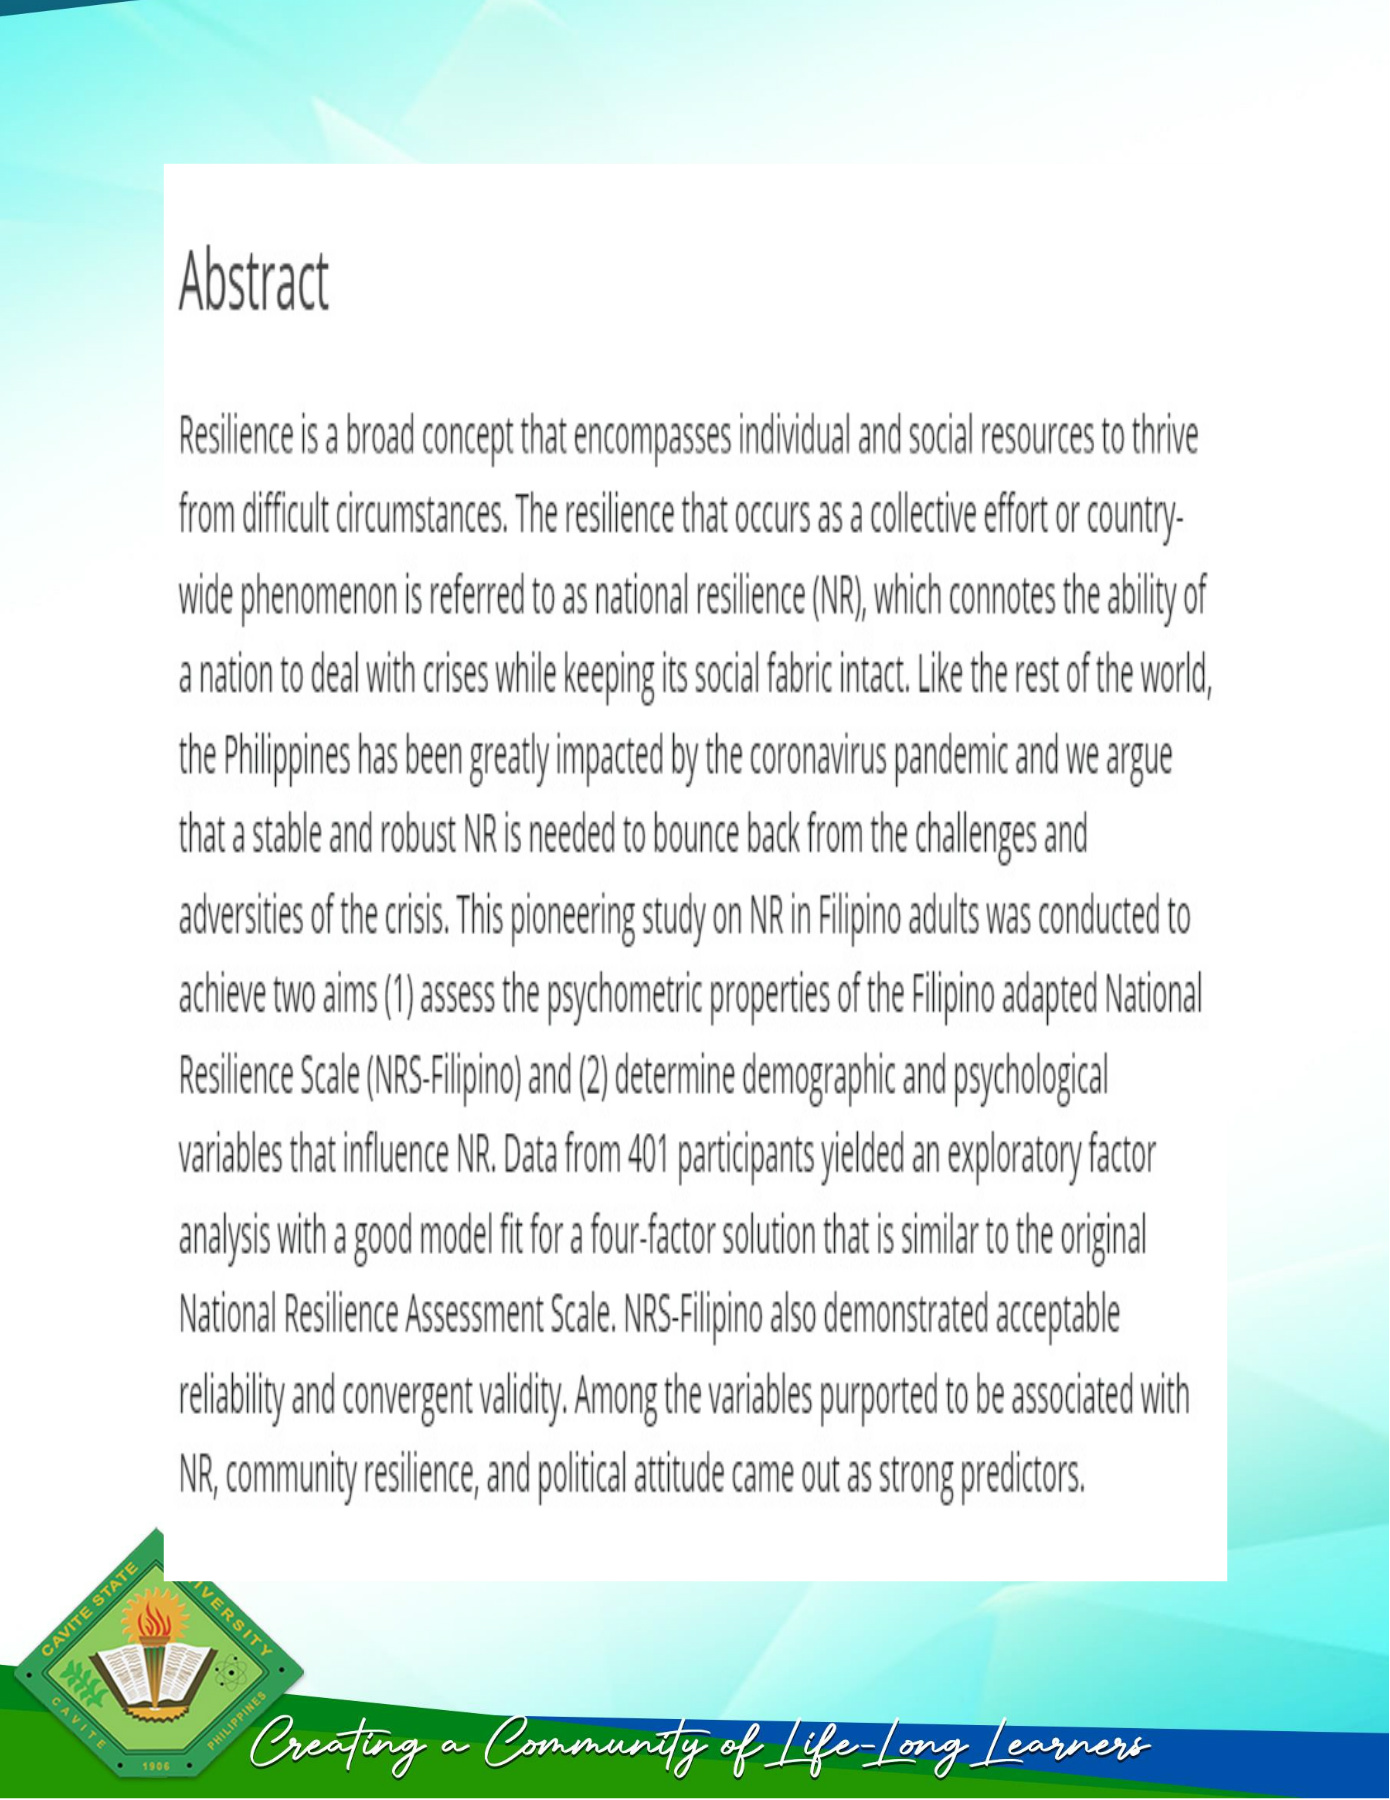 Abstract
Resilience is a broad concept that encompasses individual and social resources to thrive
from difficult circumstances. The resilience that occurs as a collective effort or country-
wide phenomenon is referred to as national resilience (NR), which connotes the ability of
a nation to deal with crises while keeping its social fabric intact. Like the rest of the world,
the Philippines has been greatly impacted by the coronavirus pandemic and we argue
that a stable and robust NR is needed to bounce back from the challenges and
adversities of the crisis. This pioneering study on NR in Filipino adults was conducted to
achieve two aims (1) assess the psychometric properties of the Filipino adapted National
Resilience Scale (NRS-Filipino) and (2) determine demographic and psychological
variables that influence NR. Data from 401 participants yielded an exploratory factor
analysis with a good model fit for a four-factor solution that is similar to the original
National Resilience Assessment Scale. NRS-Filipino also demonstrated acceptable
reliability and convergent validity. Among the variables purported to be associated with
NR, community resilience, and political attitude came out as strong predictors.
CAVITE STATE
IVERSITY
CAVITE
PHILIPPINES
1906
Creating a Community of Life-Long Learners